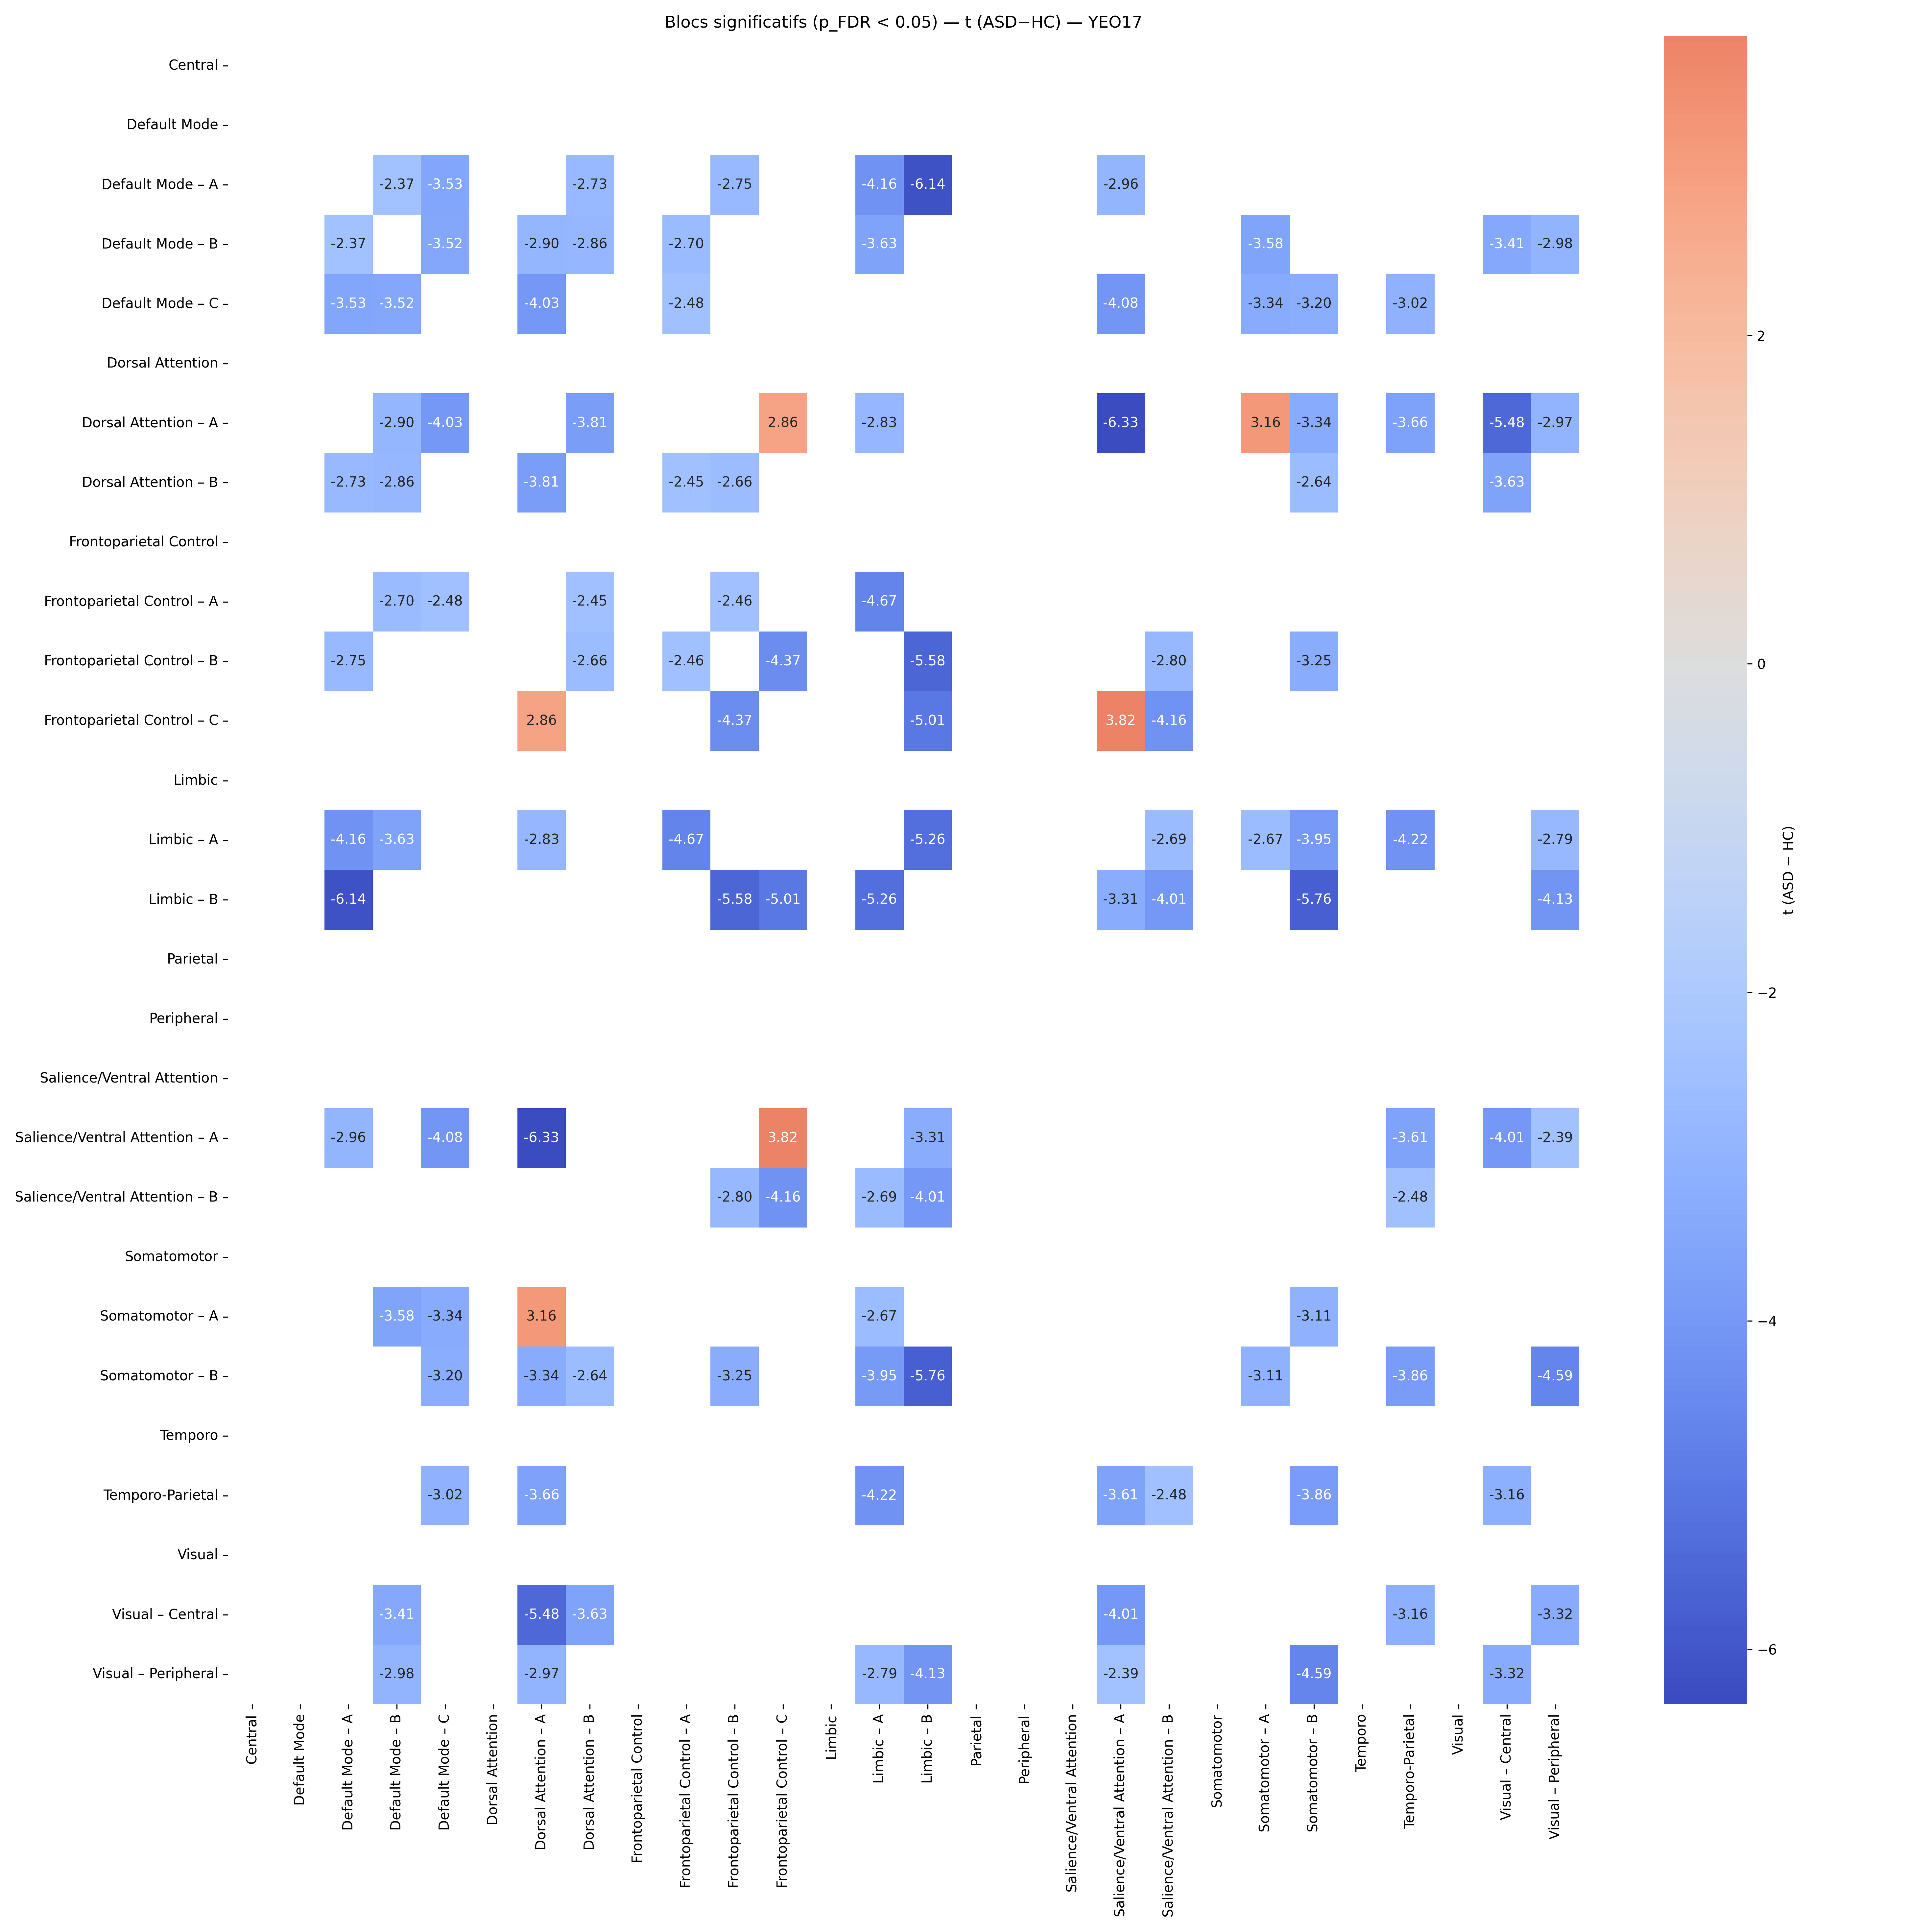 Blocs significatifs (p_FDR < 0.05) — t (ASD−HC) — YEO17
Central
Default Mode
Default Mode – A -2.37 -3.53 -2.73 -2.75 -4.16 -6.14 -2.96
Default Mode – B -2.37 -3.52 -2.90 -2.86 -2.70 -3.63 -3.58 -3.41 -2.98
Default Mode – C -3.53 -3.52 -4.03 -2.48 -4.08 -3.34 -3.20 -3.02
Dorsal Attention
Dorsal Attention – A -2.90 -4.03 -3.81 2.86 -2.83 -6.33 3.16 -3.34 -3.66 -5.48 -2.97
Dorsal Attention – B -2.73 -2.86 -3.81 -2.45 -2.66 -2.64 -3.63
Frontoparietal Control
Frontoparietal Control – A -2.70 -2.48 -2.45 -2.46 -4.67
Frontoparietal Control – B -2.75 -2.66 -2.46 -4.37 -5.58 -2.80 -3.25
Frontoparietal Control – C 2.86 -4.37 -5.01 3.82 -4.16
Limbic
Limbic – A -4.16 -3.63 -2.83 -4.67 -5.26 -2.69 -2.67 -3.95 -4.22 -2.79
Limbic – B -6.14 -5.58 -5.01 -5.26 -3.31 -4.01 -5.76 -4.13
Parietal
Peripheral
Salience/Ventral Attention
Salience/Ventral Attention – A -2.96 -4.08 -6.33 3.82 -3.31 -3.61 -4.01 -2.39
Salience/Ventral Attention – B -2.80 -4.16 -2.69 -4.01 -2.48
Somatomotor
Somatomotor – A -3.58 -3.34 3.16 -2.67 -3.11
Somatomotor – B -3.20 -3.34 -2.64 -3.25 -3.95 -5.76 -3.11 -3.86 -4.59
Temporo
Temporo-Parietal -3.02 -3.66 -4.22 -3.61 -2.48 -3.86 -3.16
Visual
Visual – Central -3.41 -5.48 -3.63 -4.01 -3.16 -3.32
Visual – Peripheral -2.98 -2.97 -2.79 -4.13 -2.39 -4.59 -3.32
Central
Default Mode
Default Mode – A
Default Mode – B
Default Mode – C
Dorsal Attention
Dorsal Attention – A
Dorsal Attention – B
Frontoparietal Control
Frontoparietal Control – A
Frontoparietal Control – B
Frontoparietal Control – C
Limbic
Limbic – A
Limbic – B
Parietal
Peripheral
Salience/Ventral Attention
Salience/Ventral Attention – A
Salience/Ventral Attention – B
Somatomotor
Somatomotor – A
Somatomotor – B
Temporo
Temporo-Parietal
Visual
Visual – Central
Visual – Peripheral
2
0
−2
−4
−6
t (ASD − HC)